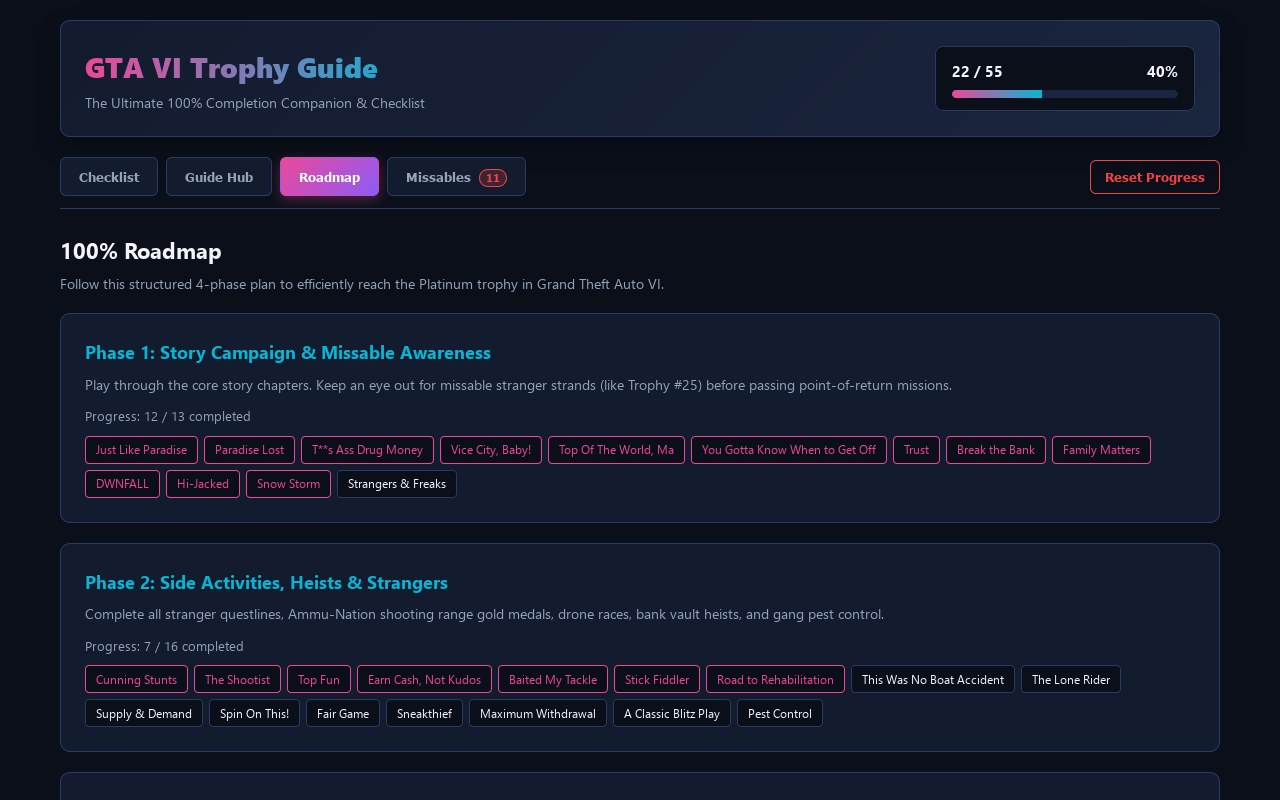 GTA VI Trophy Guide
The Ultimate 100% Completion Companion & Checklist
22 / 55 40%
Checklist Guide Hub Roadmap Missables 11 Reset Progress
100% Roadmap
Follow this structured 4-phase plan to efficiently reach the Platinum trophy in Grand Theft Auto VI.
Phase 1: Story Campaign & Missable Awareness
Play through the core story chapters. Keep an eye out for missable stranger strands (like Trophy #25) before passing point-of-return missions.
Progress: 12 / 13 completed
Just Like Paradise Paradise Lost T**s Ass Drug Money Vice City, Baby! Top Of The World, Ma You Gotta Know When to Get Off Trust Break the Bank Family Matters
DWNFALL Hi-Jacked Snow Storm Strangers & Freaks
Phase 2: Side Activities, Heists & Strangers
Complete all stranger questlines, Ammu-Nation shooting range gold medals, drone races, bank vault heists, and gang pest control.
Progress: 7 / 16 completed
Cunning Stunts The Shootist Top Fun Earn Cash, Not Kudos Baited My Tackle Stick Fiddler Road to Rehabilitation This Was No Boat Accident The Lone Rider
Supply & Demand Spin On This! Fair Game Sneakthief Maximum Withdrawal A Classic Blitz Play Pest Control